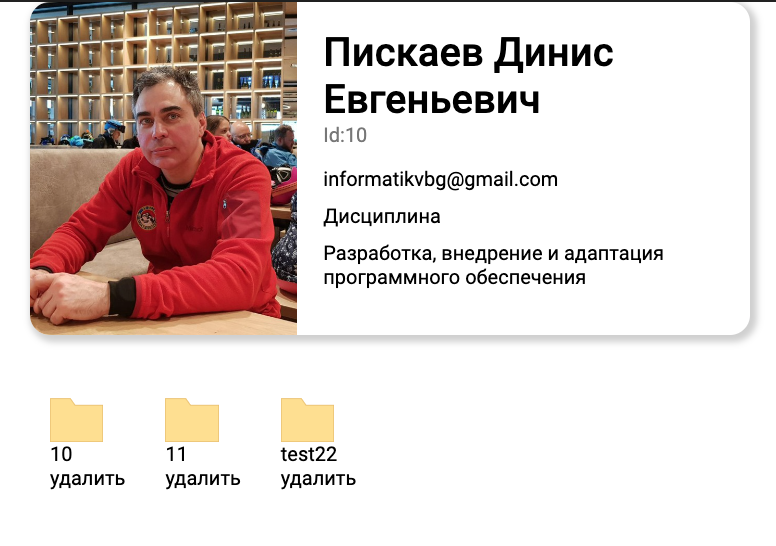 Пискаев Динис
Евгеньевич
Id:10
informatikvbg@gmail.com
Дисциплина
Разработка, внедрение и адаптация
программного обеспечения
10
удалить
11
удалить
test22
удалить